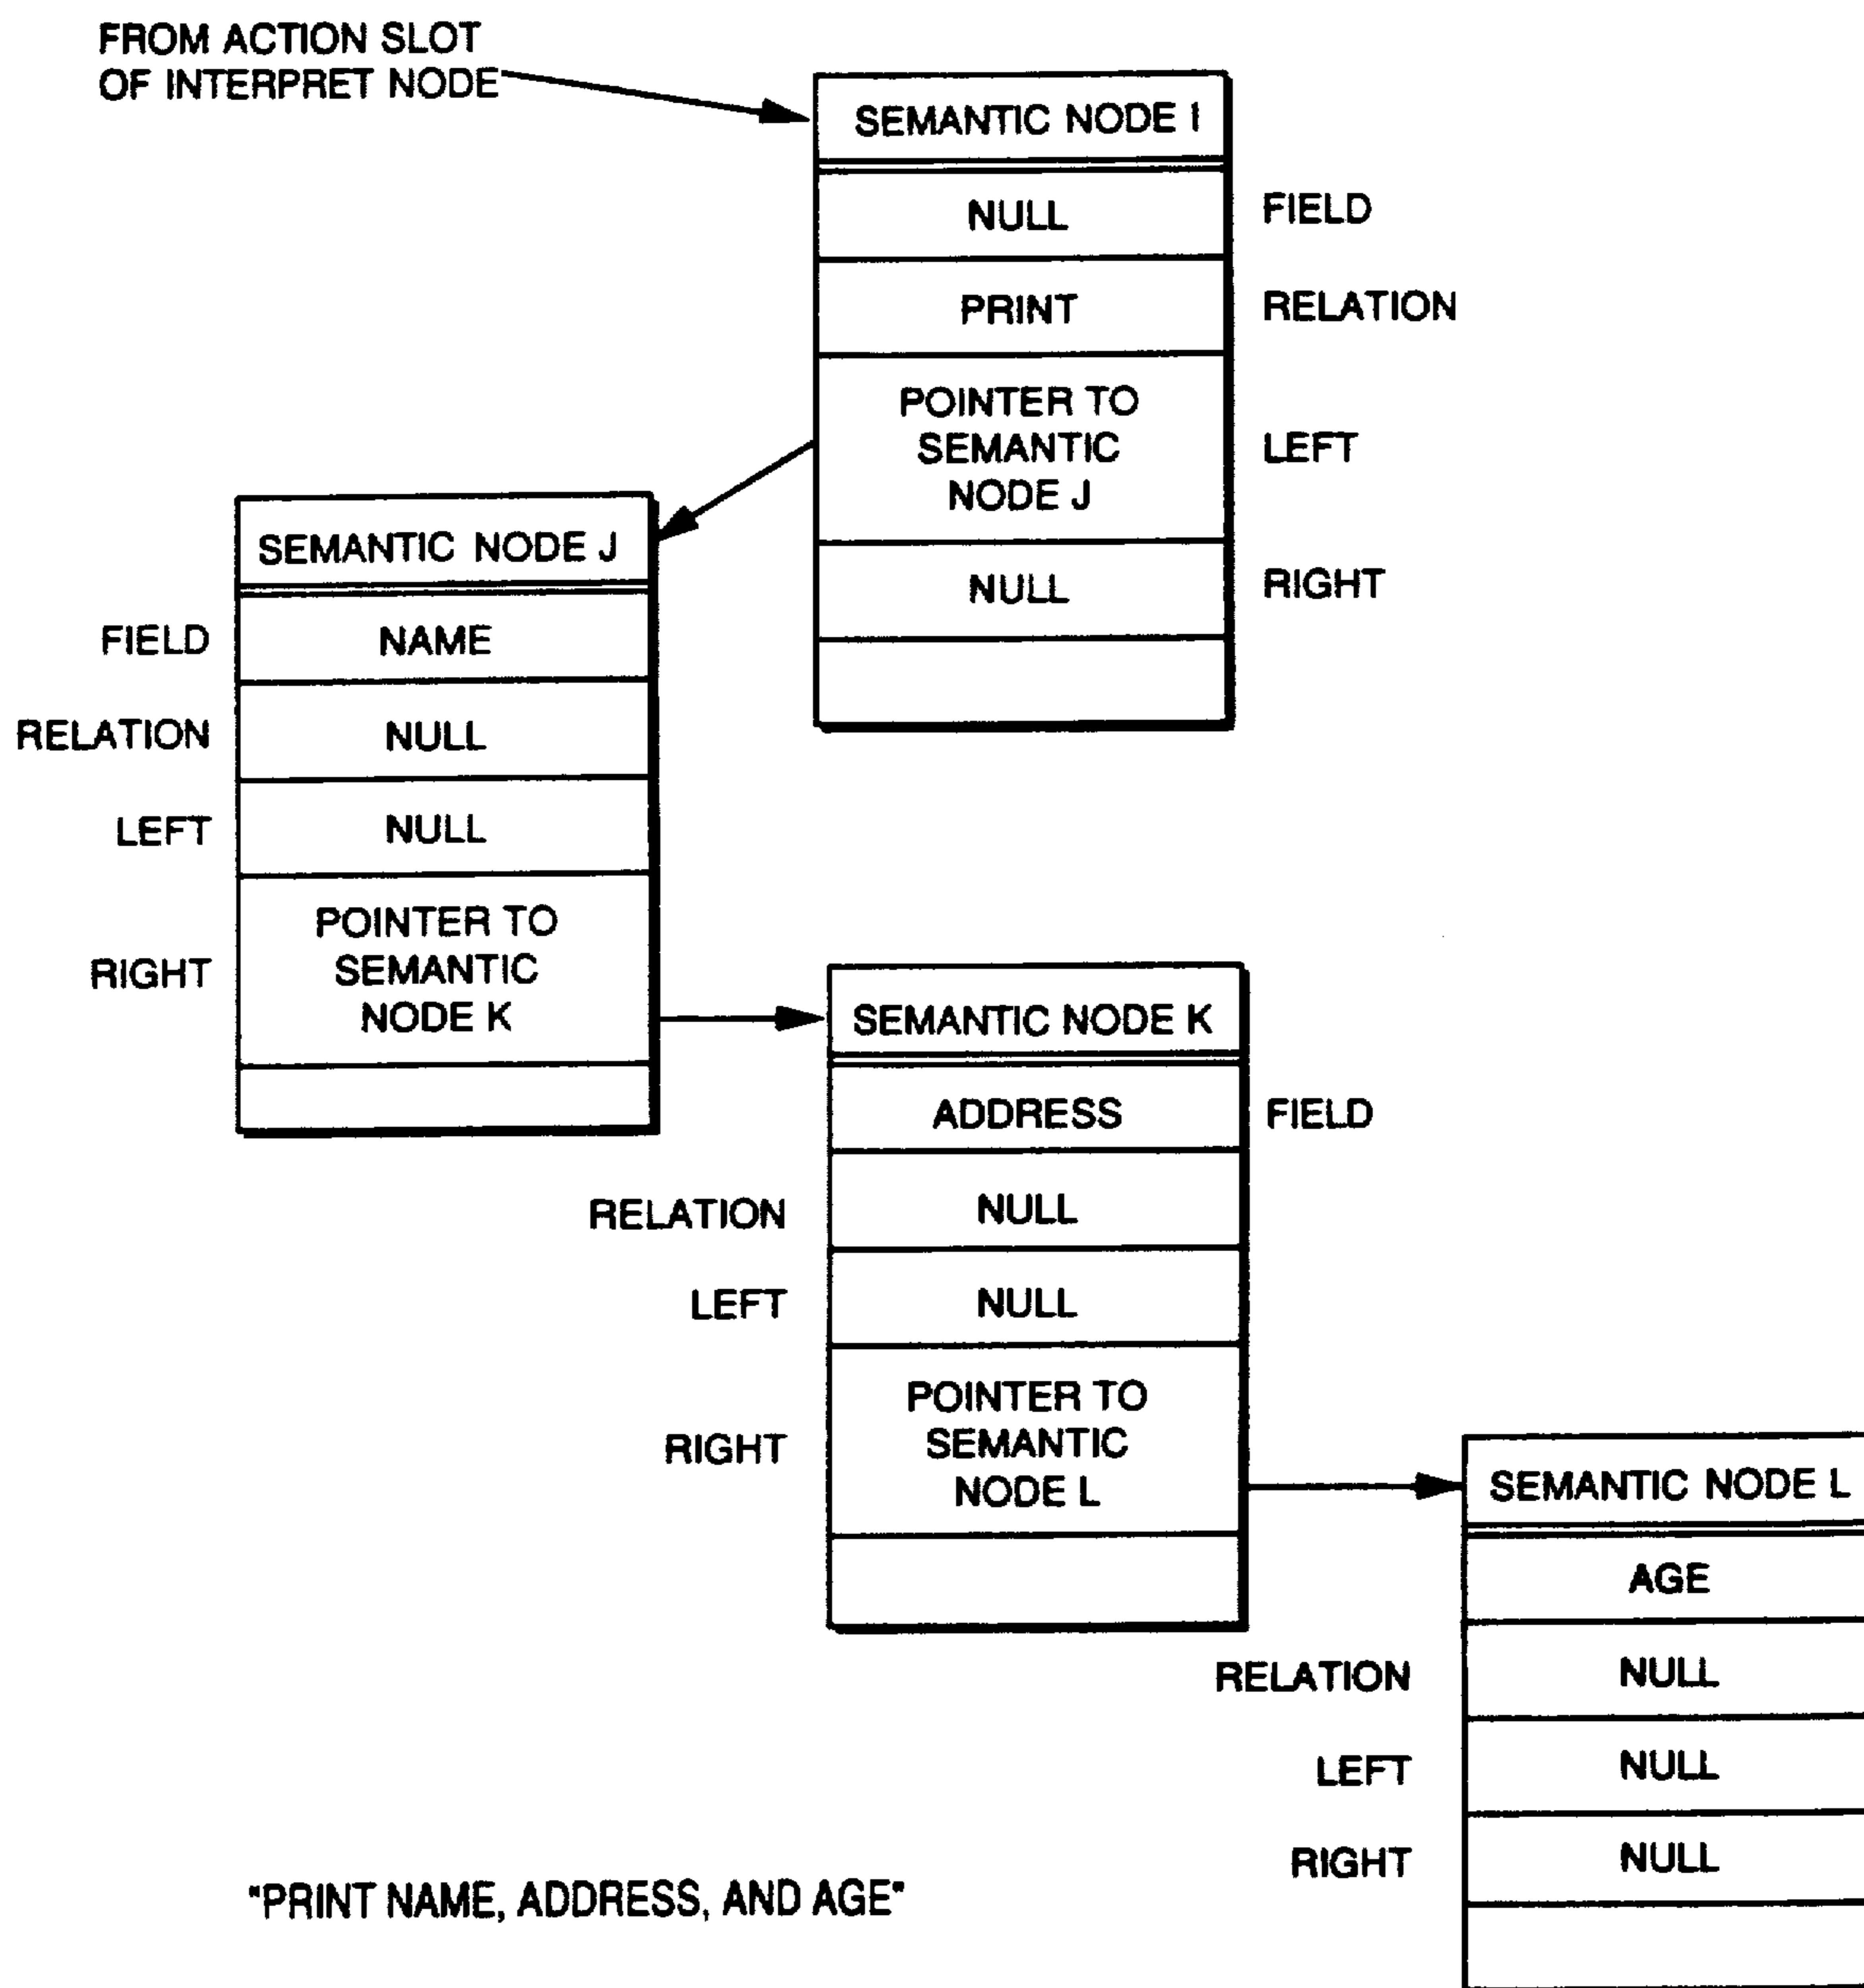 FROM ACTION SLOT
OF INTERPRET NODE
SEMANTIC NODE I
NULL
FIELD
PRINT
RELATION
POINTER TO
SEMANTIC
NODE J
LEFT
NULL
RIGHT
SEMANTIC NODE J
FIELD
NAME
RELATION
NULL
LEFT
NULL
RIGHT
POINTER TO
SEMANTIC
NODE K
SEMANTIC NODE K
ADDRESS
FIELD
RELATION
NULL
LEFT
NULL
RIGHT
POINTER TO
SEMANTIC
NODE L
SEMANTIC NODE L
AGE
RELATION
NULL
LEFT
NULL
RIGHT
NULL
"PRINT NAME, ADDRESS, AND AGE"